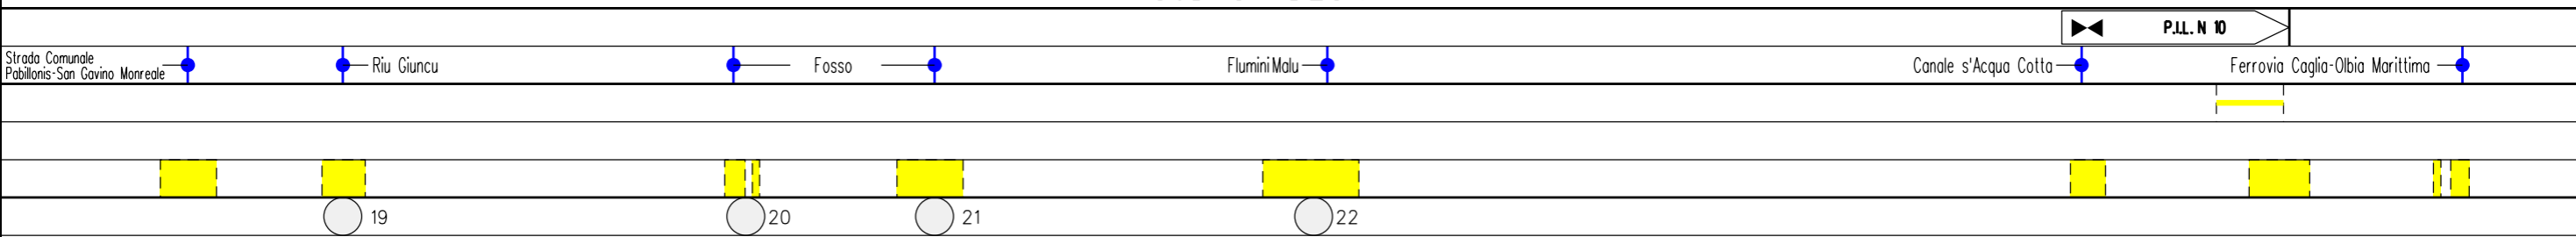 P.I.L. N 10
Strada Comunale
Pabillonis-San Gavino Monreale
Riu Giuncu
Fosso
Flumini Malu
Canale s'Acqua Cotta
Ferrovia Caglia-Olbia Marittima
19
20
21
22